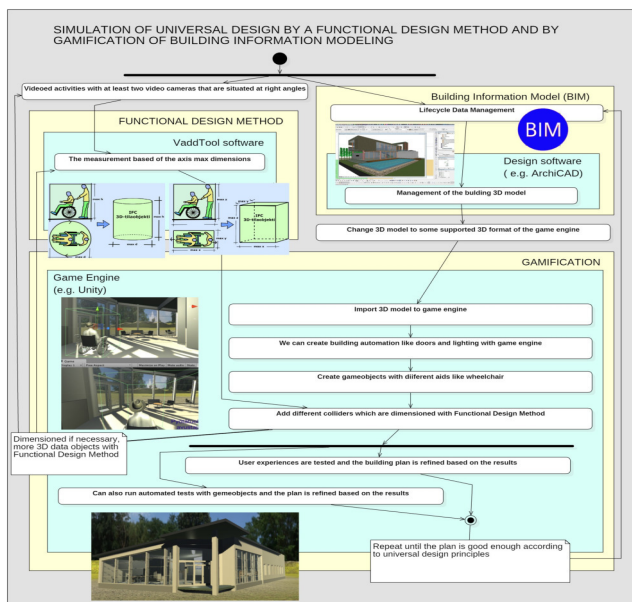 SIMULATION OF UNIVERSAL DESIGN BY A FUNCTIONAL DESIGN METHOD AND BY
GAMIFICATION OF BUILDING INFORMATION MODELING
Videoed activities with at least two video cameras that are situated at right angles
Building Information Model (BIM)
Lifecycle Data Management
BIM
FUNCTIONAL DESIGN METHOD
VaddTool software
The measurement based of the axis max dimensions
IFC
3D-tilaobjekti
IFC
3D-tilaobjekti
Design software
( e.g. ArchiCAD)
Management of the bulding 3D model
Change 3D model to some supported 3D format of the game engine
GAMIFICATION
Game Engine
(e.g. Unity)
Import 3D model to game engine
We can create building automation like doors and lighting with game engine
Create gameobjects with diiferent aids like wheelchair
Add different colliders which are dimensioned with Functional Design Method
Dimensioned if necessary,
more 3D data objects with
Functional Design Method
User experiences are tested and the building plan is refined based on the results
Can also run automated tests with gemeobjects and the plan is refined based on the results
Repeat until the plan is good enough according
to universal design principles